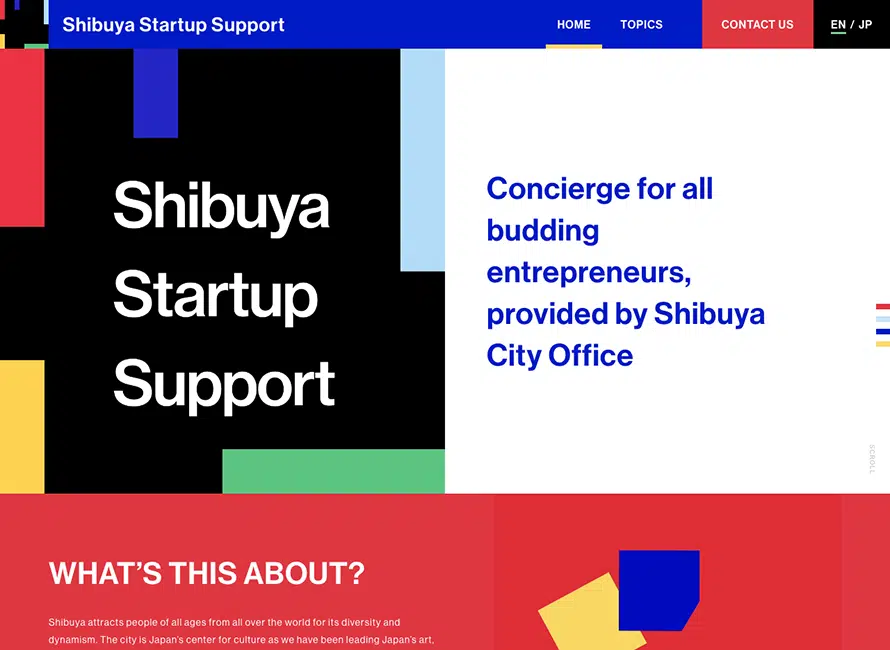 Shibuya Startup Support
HOME
TOPICS
CONTACT US
EN / JP
Shibuya
Startup
Support
Concierge for all
budding
entrepreneurs,
provided by Shibuya
City Office
SCROLL
WHAT'S THIS ABOUT?
Shibuya attracts people of all ages from all over the world for its diversity and
dynamism. The city is Japan's center for culture as we have been leading Japan's art,